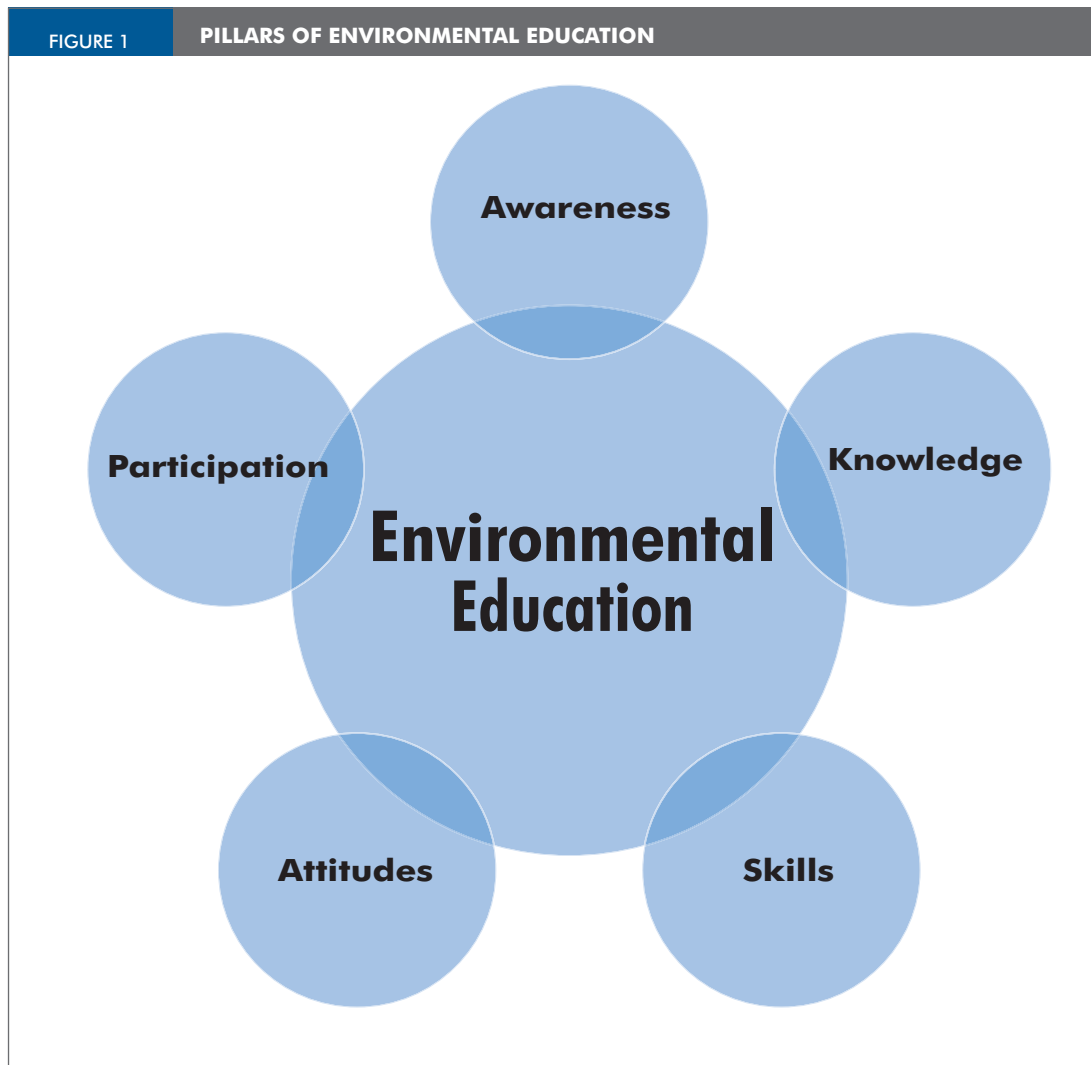 FIGURE 1
PILLARS OF ENVIRONMENTAL EDUCATION
Awareness
Participation
Knowledge
Environmental
Education
Attitudes
Skills